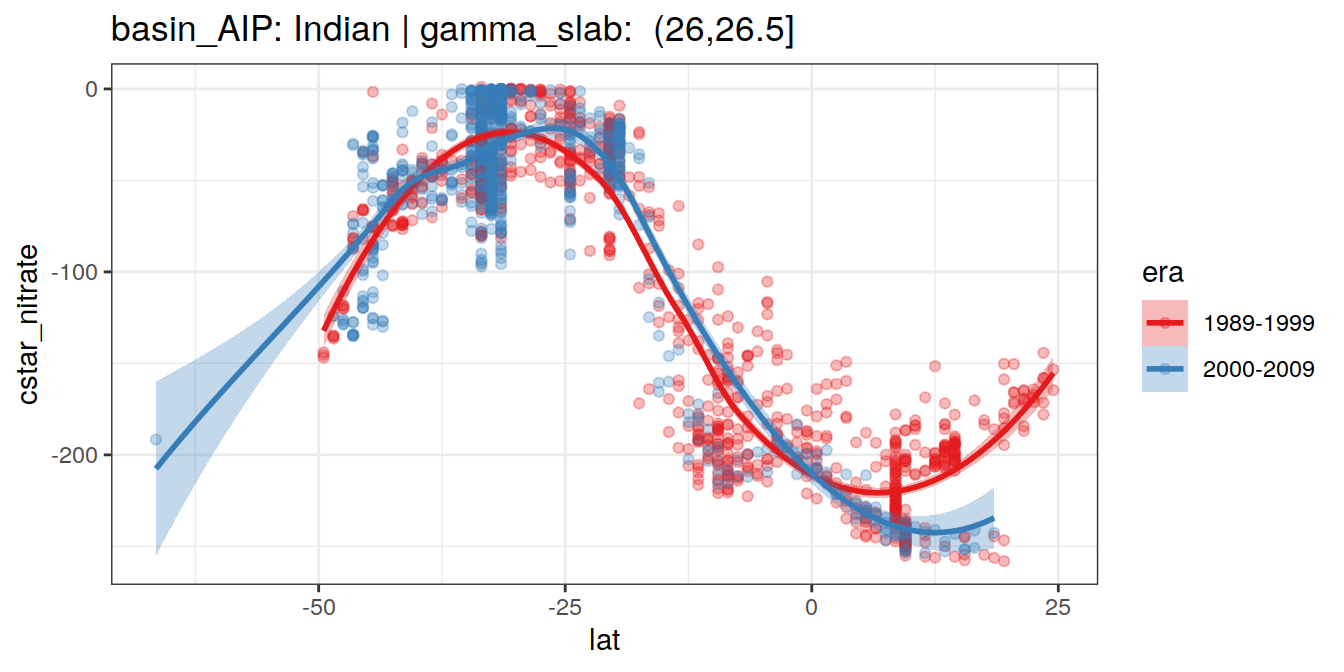 basin_AIP: Indian | gamma_slab:  (26,26.5]
0
-100
-200
cstar_nitrate
-50
-25
0
25
lat
era
1989-1999
2000-2009